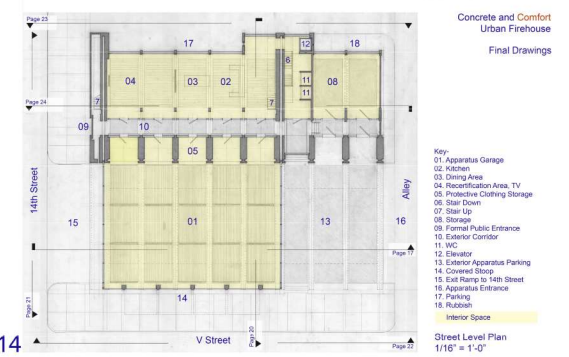 Page 23
Concrete and Comfort
Urban Firehouse
Final Drawings
17
12
18
6
11
11
04
03
02
08
7
7
Page 24
09
10
05
14th Street
Alley
01
13
15
16
Page 17
14
Page 21
Page 20
14
V Street
Page 22
Key-
01. Apparatus Garage
02. Kitchen
03. Dining Area
04. Recertification Area, TV
05. Protective Clothing Storage
06. Stair Down
07. Stair Up
08. Storage
09. Formal Public Entrance
10. Exterior Corridor
11. WC
12. Elevator
13. Exterior Apparatus Parking
14. Covered Stoop
15. Exit Ramp to 14th Street
16. Apparatus Entrance
17. Parking
18. Rubbish
Interior Space
Street Level Plan
1/16" = 1'-0"